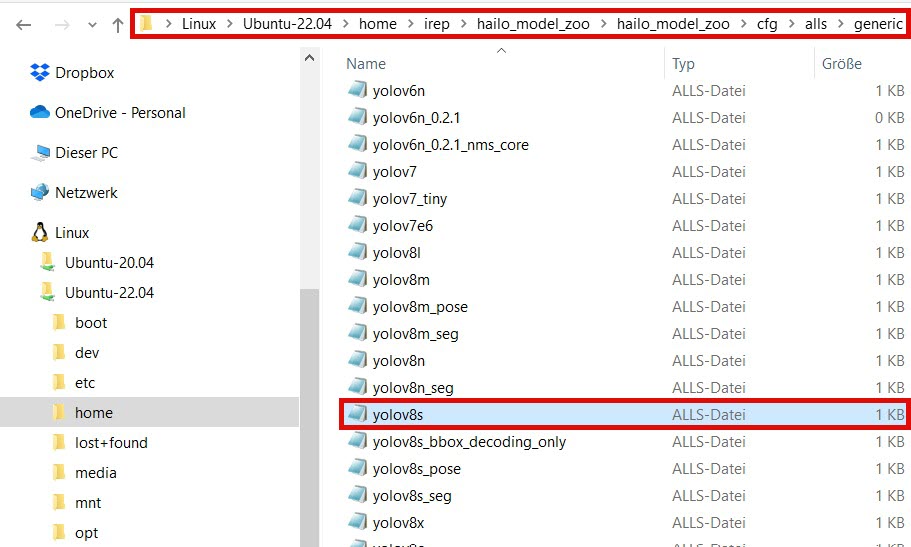 Linux > Ubuntu-22.04 > home > irep > hailo_model_zoo > hailo_model_zoo > cfg > alls > generic
Dropbox
OneDrive - Personal
Dieser PC
Netzwerk
Linux
Ubuntu-20.04
Ubuntu-22.04
boot
dev
etc
home
lost+found
media
mnt
opt
Name Typ Größe
yolov6n ALLS-Datei 1 KB
yolov6n_0.2.1 ALLS-Datei 0 KB
yolov6n_0.2.1_nms_core ALLS-Datei 1 KB
yolov7 ALLS-Datei 1 KB
yolov7_tiny ALLS-Datei 1 KB
yolov7e6 ALLS-Datei 1 KB
yolov8l ALLS-Datei 1 KB
yolov8m ALLS-Datei 1 KB
yolov8m_pose ALLS-Datei 1 KB
yolov8m_seg ALLS-Datei 1 KB
yolov8n ALLS-Datei 1 KB
yolov8n_seg ALLS-Datei 1 KB
yolov8s ALLS-Datei 1 KB
yolov8s_bbox_decoding_only ALLS-Datei 1 KB
yolov8s_pose ALLS-Datei 1 KB
yolov8s_seg ALLS-Datei 1 KB
yolov8x ALLS-Datei 1 KB